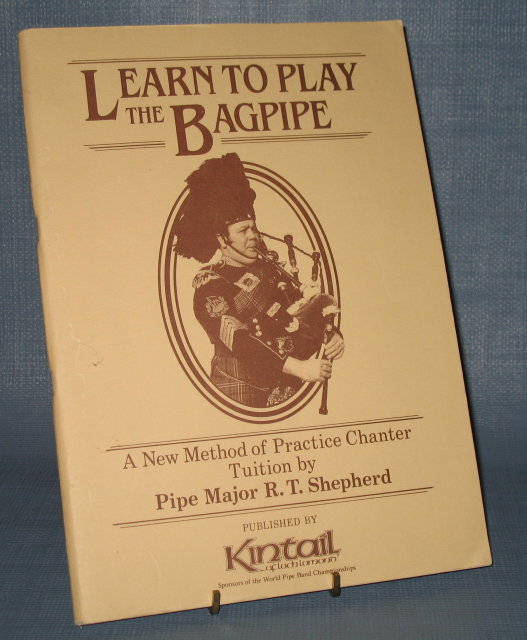 LEARN TO PLAY
THE BAGPIPE
A New Method of Practice Chanter
Tuition by
Pipe Major R. T. Shepherd
PUBLISHED BY
Kintail
of loch lomond
Sponsors of the World Pipe Band Championships